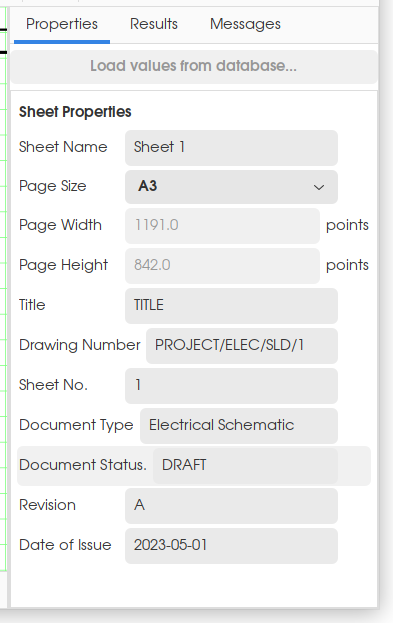 Properties Results Messages
Load values from database...
Sheet Properties
Sheet Name Sheet 1
Page Size A3
Page Width 1191.0 points
Page Height 842.0 points
Title TITLE
Drawing Number PROJECT/ELEC/SLD/1
Sheet No. 1
Document Type Electrical Schematic
Document Status. DRAFT
Revision A
Date of Issue 2023-05-01